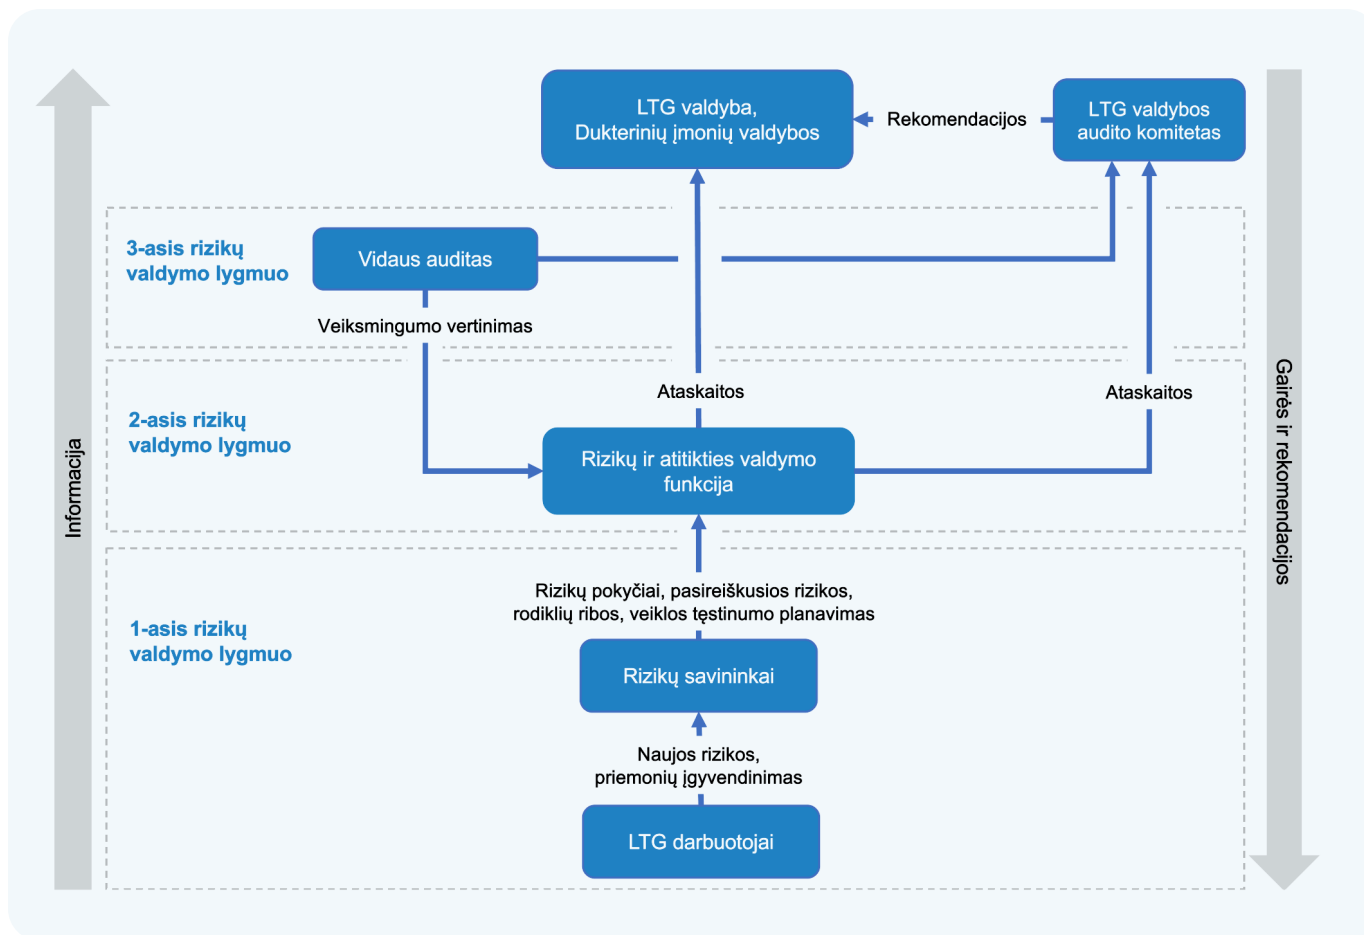 LTG valdyba,
Dukterinių įmonių valdybos
Rekomendacijos
LTG valdybos
audito komitetas
3-asis rizikų
valdymo lygmuo
Vidaus auditas
Veiksmingumo vertinimas
2-asis rizikų
valdymo lygmuo
Ataskaitos
Ataskaitos
Rizikų ir atitikties valdymo
funkcija
Informacija
Gairės ir rekomendacijos
1-asis rizikų
valdymo lygmuo
Rizikų pokyčiai, pasireiškusios rizikos,
rodiklių ribos, veiklos tęstinumo planavimas
Rizikų savininkai
Naujos rizikos,
priemonių įgyvendinimas
LTG darbuotojai